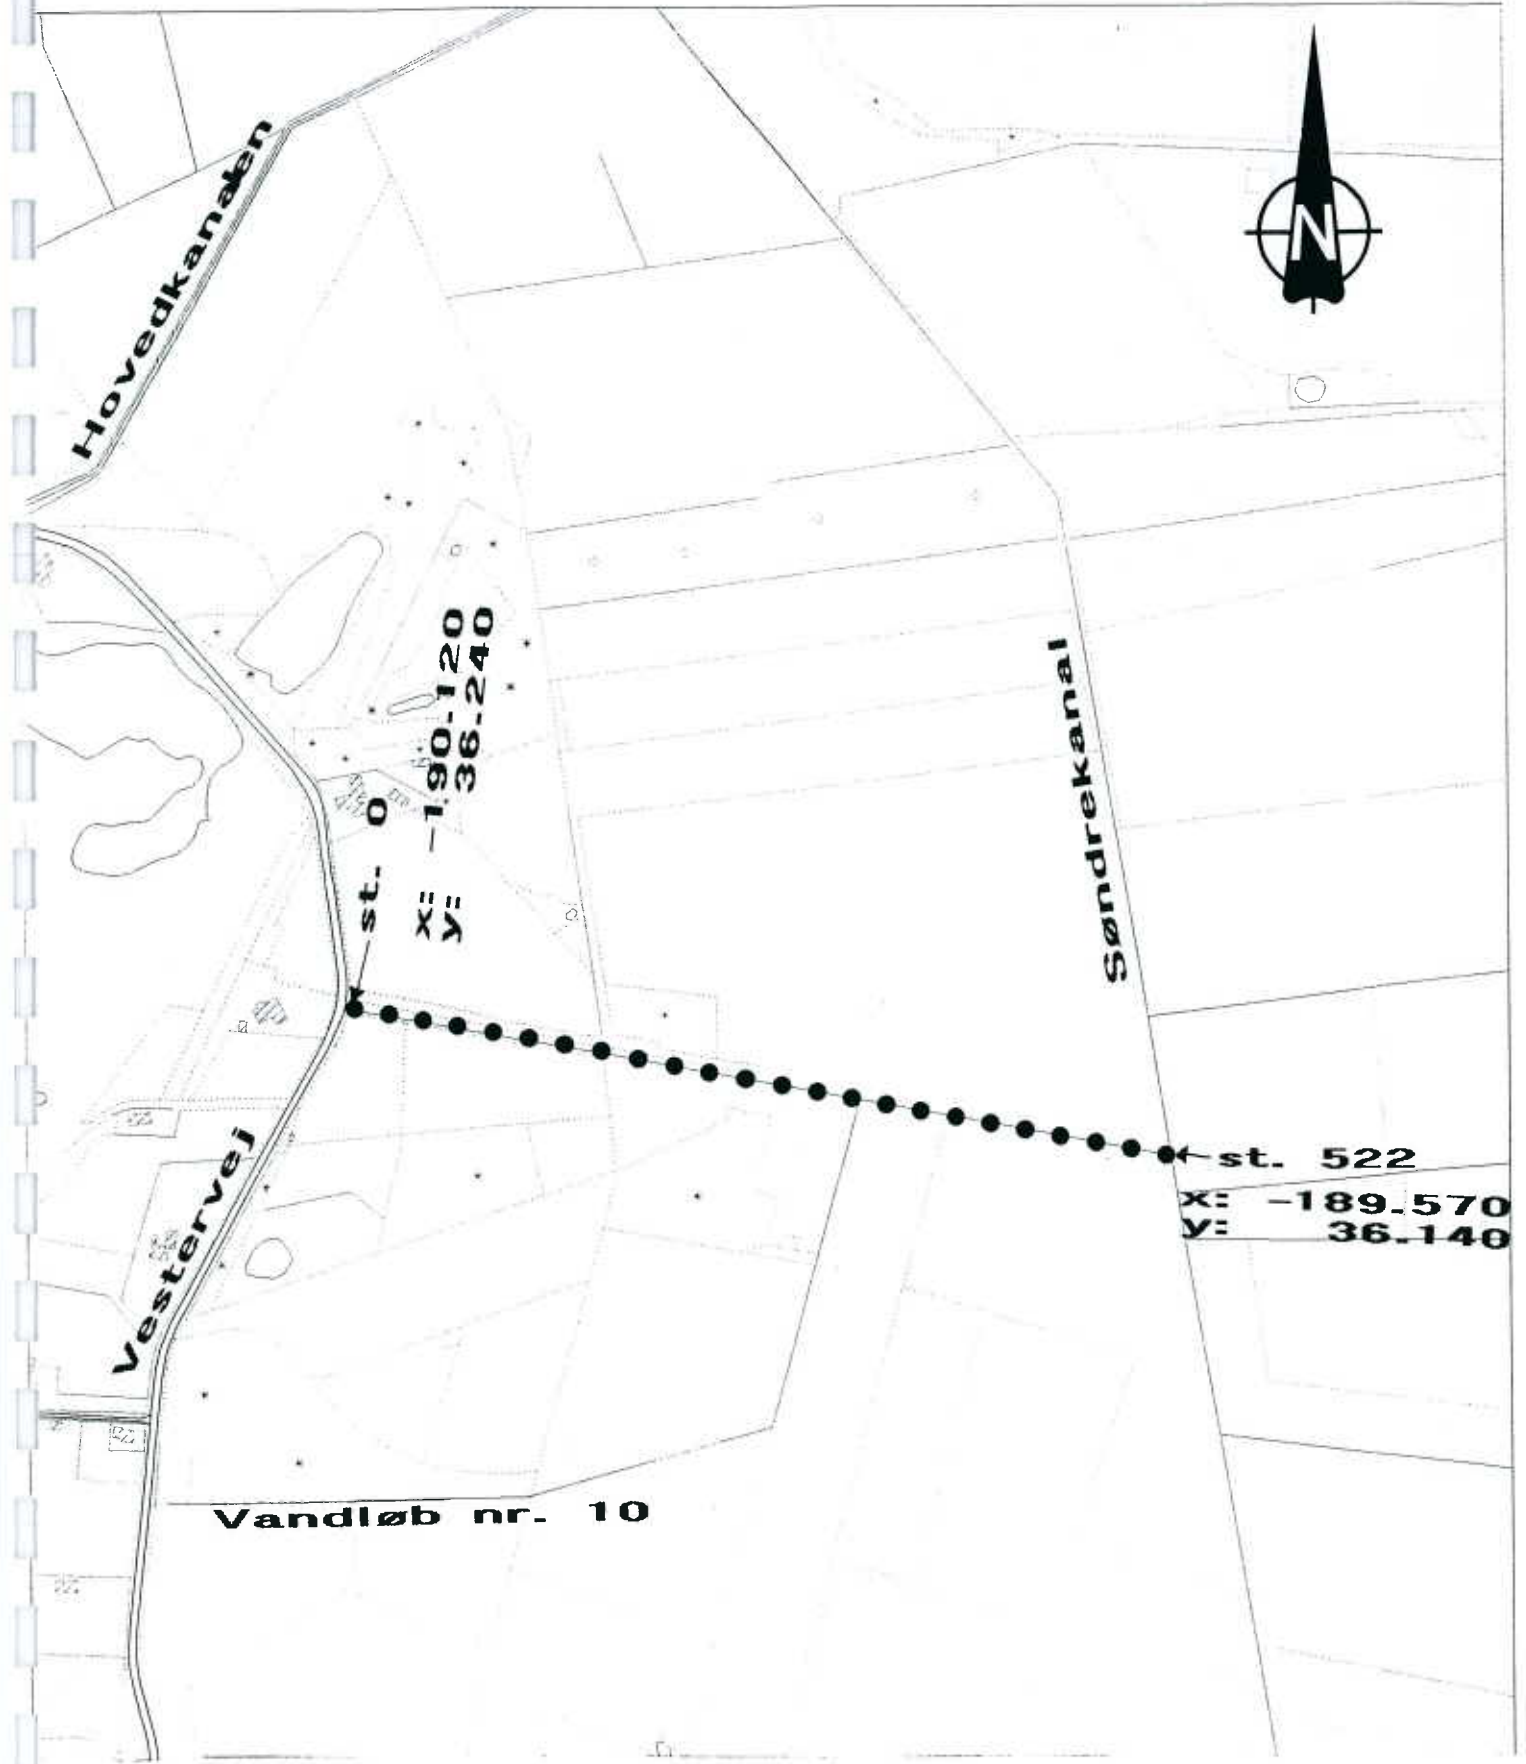 Hovedkanalen
N
st. 0
x: -190.120
y: 36.240
Søndrekanal
st. 522
x: -189.570
y: 36.140
Vestervej
Vandløb nr. 10